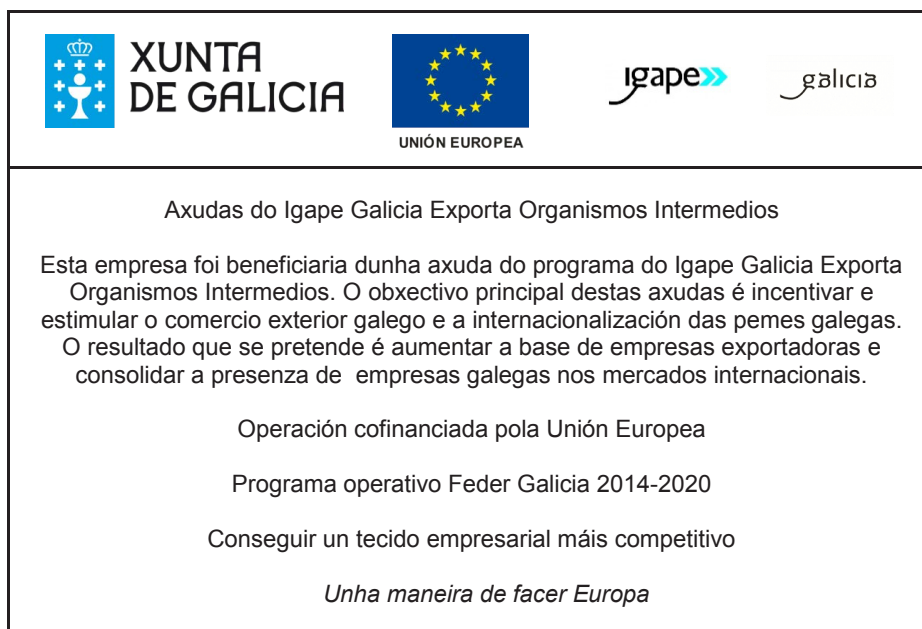 XUNTA
DE GALICIA
UNIÓN EUROPEA
igape
galicia
Axudas do Igape Galicia Exporta Organismos Intermedios
Esta empresa foi beneficiaria dunha axuda do programa do Igape Galicia Exporta
Organismos Intermedios. O obxectivo principal destas axudas é incentivar e
estimular o comercio exterior galego e a internacionalización das pemes galegas.
O resultado que se pretende é aumentar a base de empresas exportadoras e
consolidar a presenza de empresas galegas nos mercados internacionais.
Operación cofinanciada pola Unión Europea
Programa operativo Feder Galicia 2014-2020
Conseguir un tecido empresarial máis competitivo
Unha maneira de facer Europa